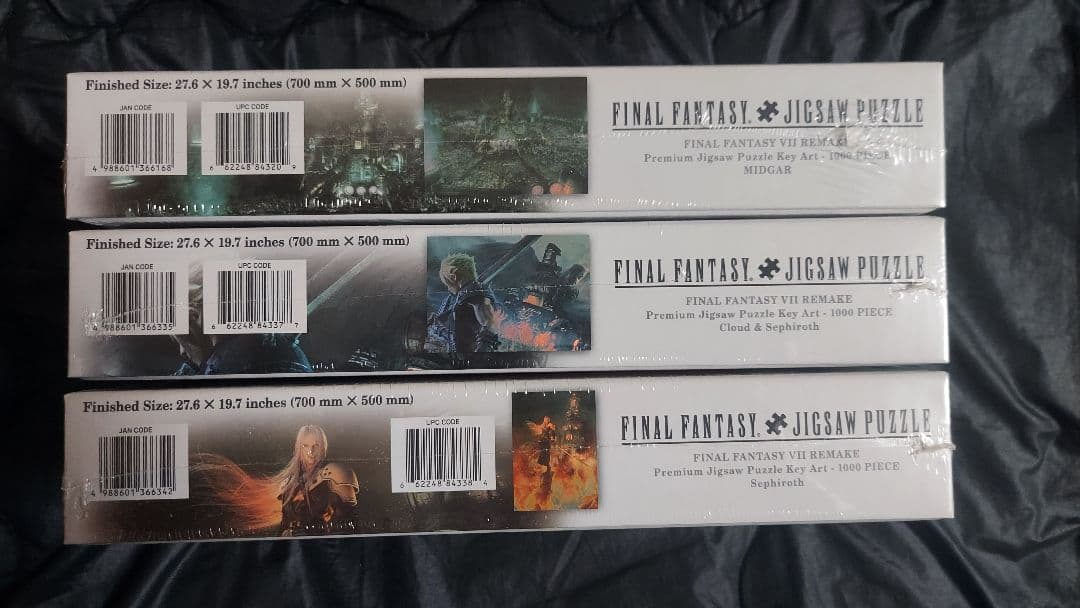 Finished Size: 27.6 × 19.7 inches (700 mm × 500 mm)
JAN CODE
4 988601 366168
UPC CODE
6 62248 84320 9
FINAL FANTASY. JIGSAW PUZZLE
FINAL FANTASY VII REMAKE
Premium Jigsaw Puzzle Key Art - 1000 PIECE
MIDGAR
Finished Size: 27.6 × 19.7 inches (700 mm × 500 mm)
JAN CODE
4 988601 366335
UPC CODE
6 62248 84337 7
FINAL FANTASY. JIGSAW PUZZLE
FINAL FANTASY VII REMAKE
Premium Jigsaw Puzzle Key Art - 1000 PIECE
Cloud & Sephiroth
Finished Size: 27.6 × 19.7 inches (700 mm × 500 mm)
JAN CODE
4 988601 366342
UPC CODE
6 62248 84338 4
FINAL FANTASY. JIGSAW PUZZLE
FINAL FANTASY VII REMAKE
Premium Jigsaw Puzzle Key Art - 1000 PIECE
Sephiroth